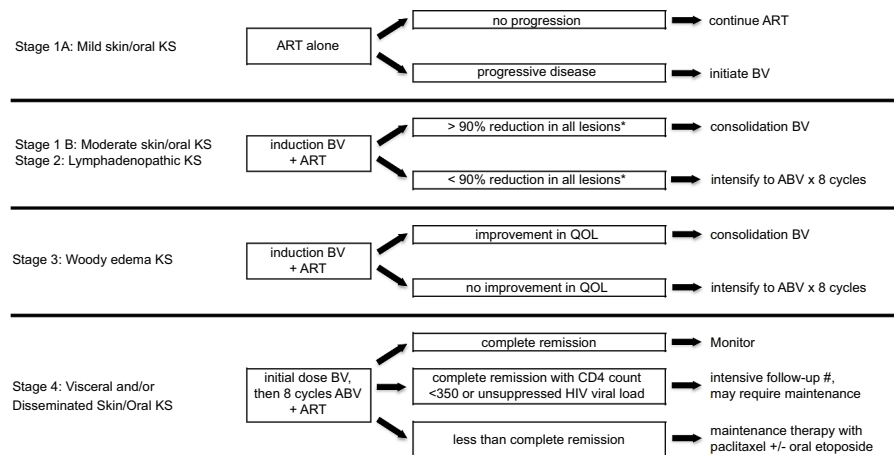 Stage 1A: Mild skin/oral KS
ART alone
no progression
continue ART
progressive disease
initiate BV
Stage 1 B: Moderate skin/oral KS
Stage 2: Lymphadenopathic KS
induction BV
+ ART
> 90% reduction in all lesions*
consolidation BV
< 90% reduction in all lesions*
intensify to ABV x 8 cycles
Stage 3: Woody edema KS
induction BV
+ ART
improvement in QOL
consolidation BV
no improvement in QOL
intensify to ABV x 8 cycles
Stage 4: Visceral and/or
Disseminated Skin/Oral KS
initial dose BV,
then 8 cycles ABV
+ ART
complete remission
Monitor
complete remission with CD4 count
<350 or unsuppressed HIV viral load
intensive follow-up #,
may require maintenance
less than complete remission
maintenance therapy with
paclitaxel +/- oral etoposide